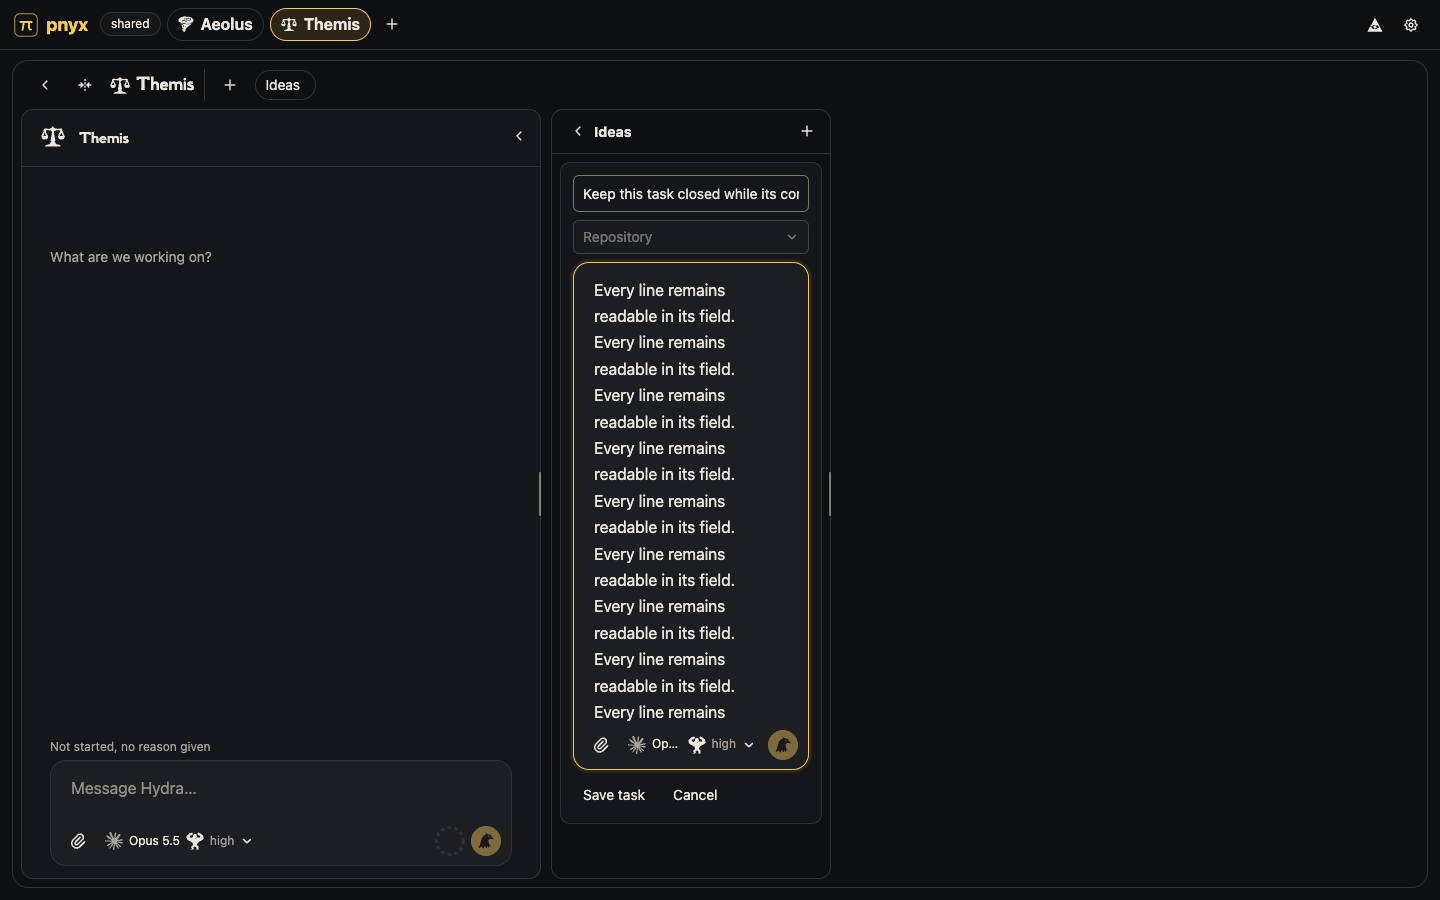 π pnyx shared Aeolus Themis
Themis Ideas
Themis
What are we working on?
Not started, no reason given
Message Hydra...
Opus 5.5 high
Ideas
Keep this task closed while its cor
Repository
Every line remains
readable in its field.
Every line remains
readable in its field.
Every line remains
readable in its field.
Every line remains
readable in its field.
Every line remains
readable in its field.
Every line remains
readable in its field.
Every line remains
readable in its field.
Every line remains
readable in its field.
Every line remains
Op... high
Save task Cancel